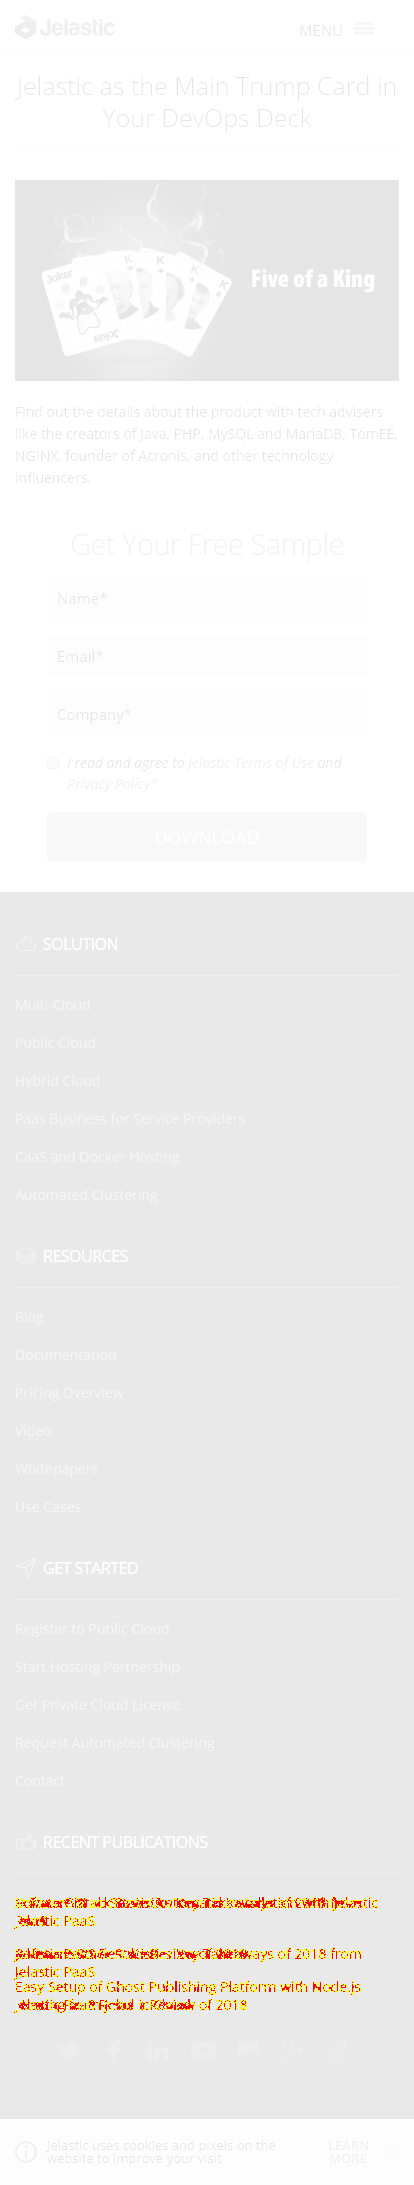 Jelastic
MENU
Jelastic as the Main Trump Card in
Your DevOps Deck
Joker
K
K
K
K
Joker
Five of a King
Find out the details about the product with tech advisers
like the creators of Java, PHP, MySQL and MariaDB, TomEE,
NGINX, founder of Acronis, and other technology
influencers.
Get Your Free Sample
Name*
Email*
Company*
I read and agree to Jelastic Terms of Use and
Privacy Policy*
DOWNLOAD
SOLUTION
Multi-Cloud
Public Cloud
Hybrid Cloud
Paas Business for Service Providers
CaaS and Docker Hosting
Automated Clustering
RESOURCES
Blog
Documentation
Pricing Overview
Video
Whitepapers
Use Cases
GET STARTED
Register to Public Cloud
Start Hosting Partnership
Get Private Cloud License
Request Automated Clustering
Contact
RECENT PUBLICATIONS
Jelastic
PaaS
of 2018 from
Jelastic PaaS
Easy Setup of Ghost Publishing Platform with Node.js
of 2018
Jelastic uses cookies and pixels on the
website to improve your visit
LEARN
MORE